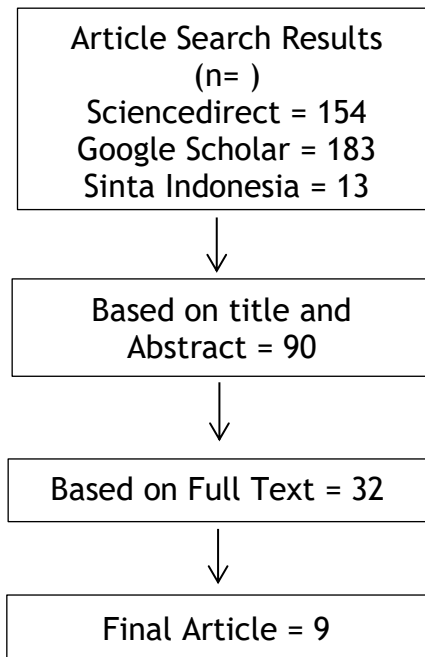 Article Search Results
(n= )
Sciencedirect = 154
Google Scholar = 183
Sinta Indonesia = 13
Based on title and
Abstract = 90
Based on Full Text = 32
Final Article = 9